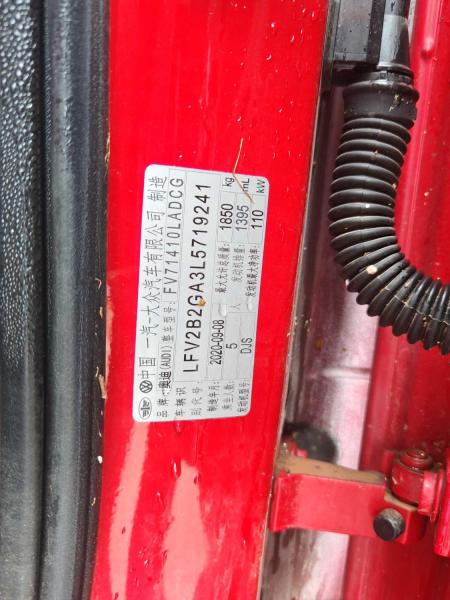 中国 一汽-大众汽车有限公司 制造
品牌:奥迪(AUDI) 整车型号: FV71410LADCG
车辆识别代号: LFV2B2GA3L5719241
制造年月: 2020-09-08 最大允许总质量: 1850 kg
乘坐人数: 5 发动机排量: 1395 mL
发动机型号: DJS 发动机最大净功率: 110 kW